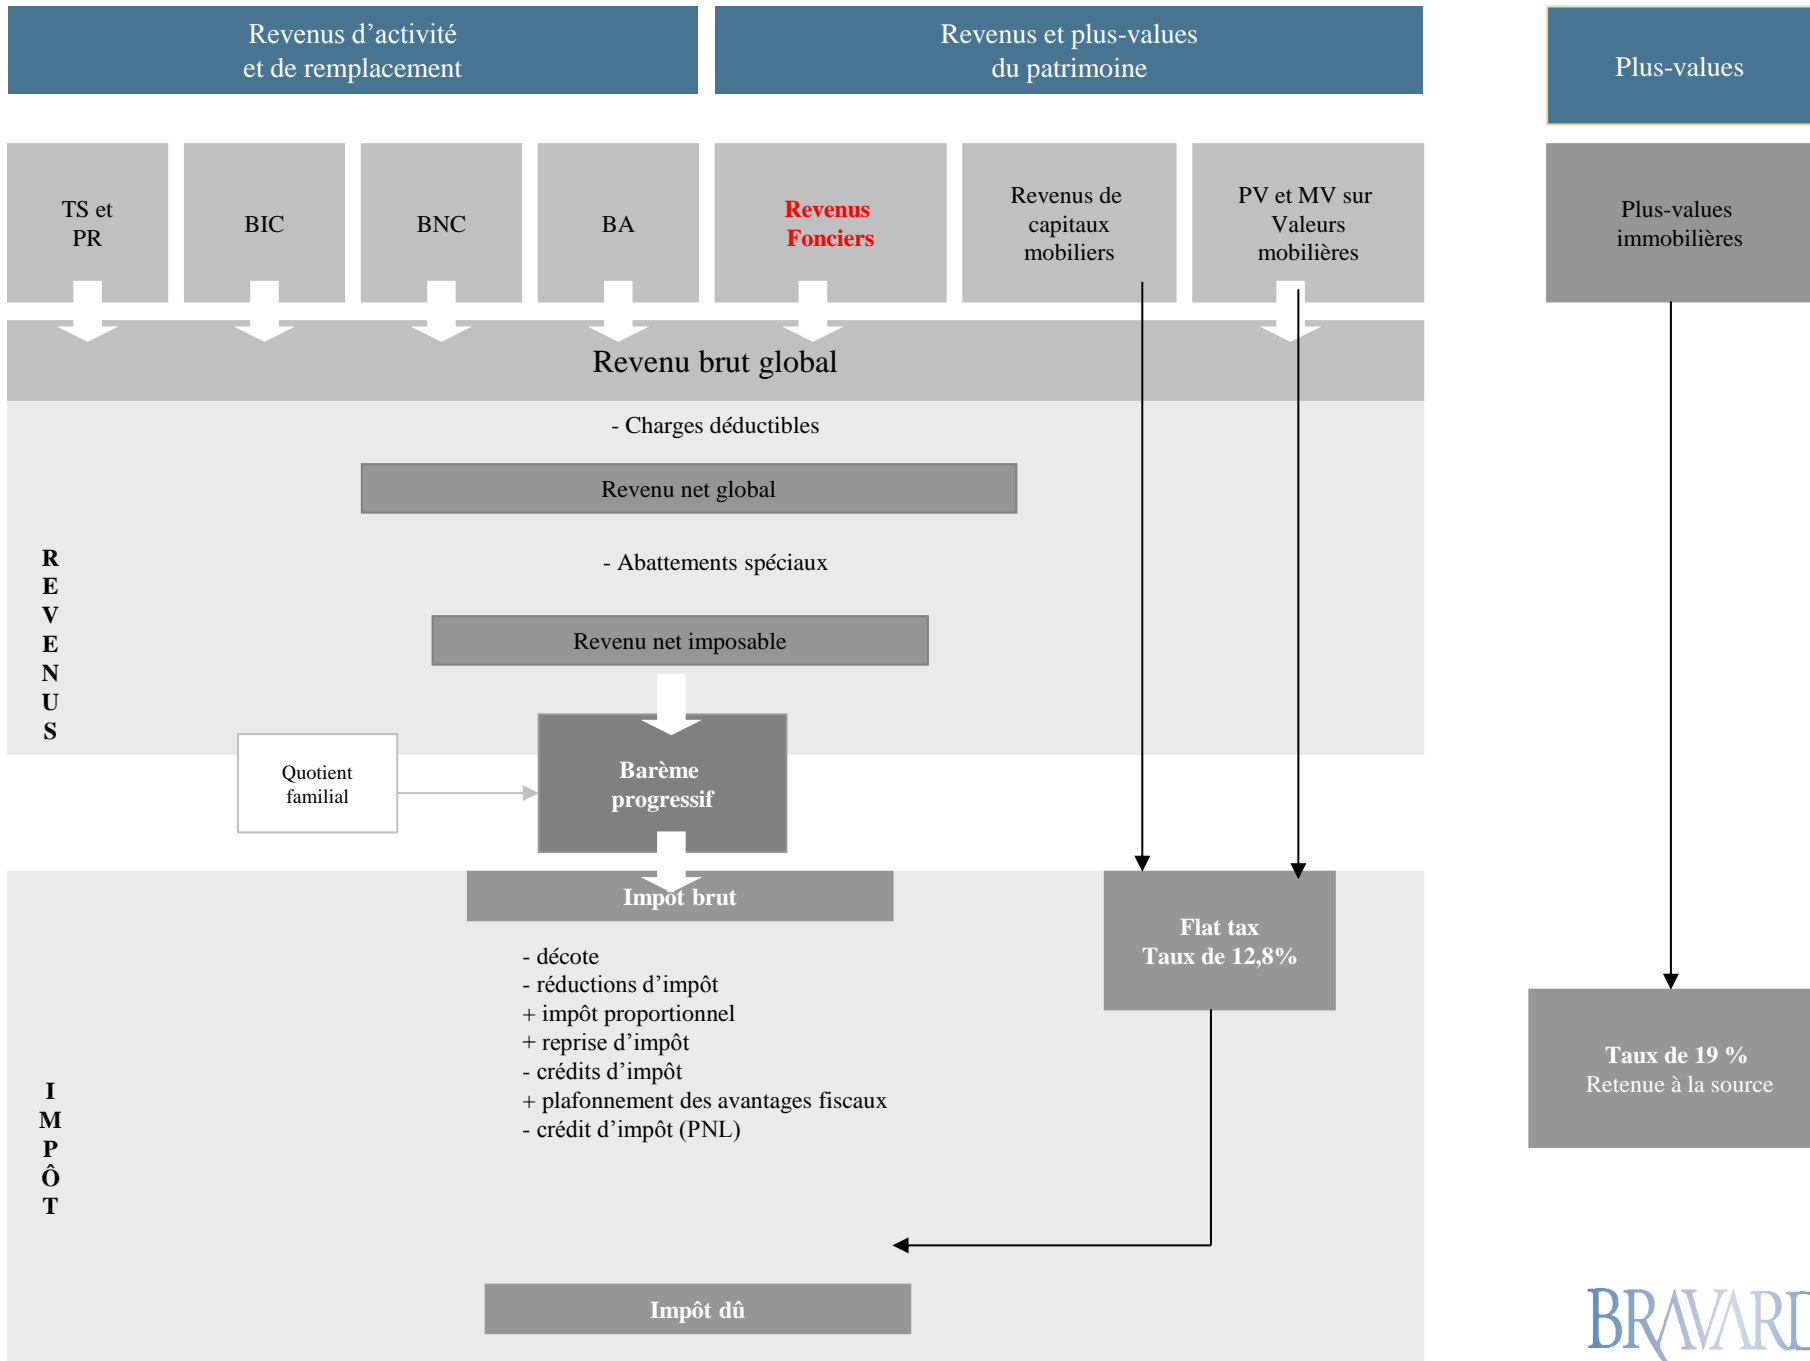 Revenus d’activité
et de remplacement
Revenus et plus-values
du patrimoine
Plus-values
TS et
PR
BIC
BNC
BA
Revenus
Fonciers
Revenus de
capitaux
mobiliers
PV et MV sur
Valeurs
mobilières
Plus-values
immobilières
Revenu brut global
- Charges déductibles
Revenu net global
- Abattements spéciaux
Revenu net imposable
R
E
V
E
N
U
S
Quotient
familial
Barème
progressif
Impôt brut
- décote
- réductions d’impôt
+ impôt proportionnel
+ reprise d’impôt
- crédits d’impôt
+ plafonnement des avantages fiscaux
- crédit d’impôt (PNL)
Flat tax
Taux de 12,8%
Taux de 19 %
Retenue à la source
I
M
P
Ô
T
Impôt dû
BRAVARD